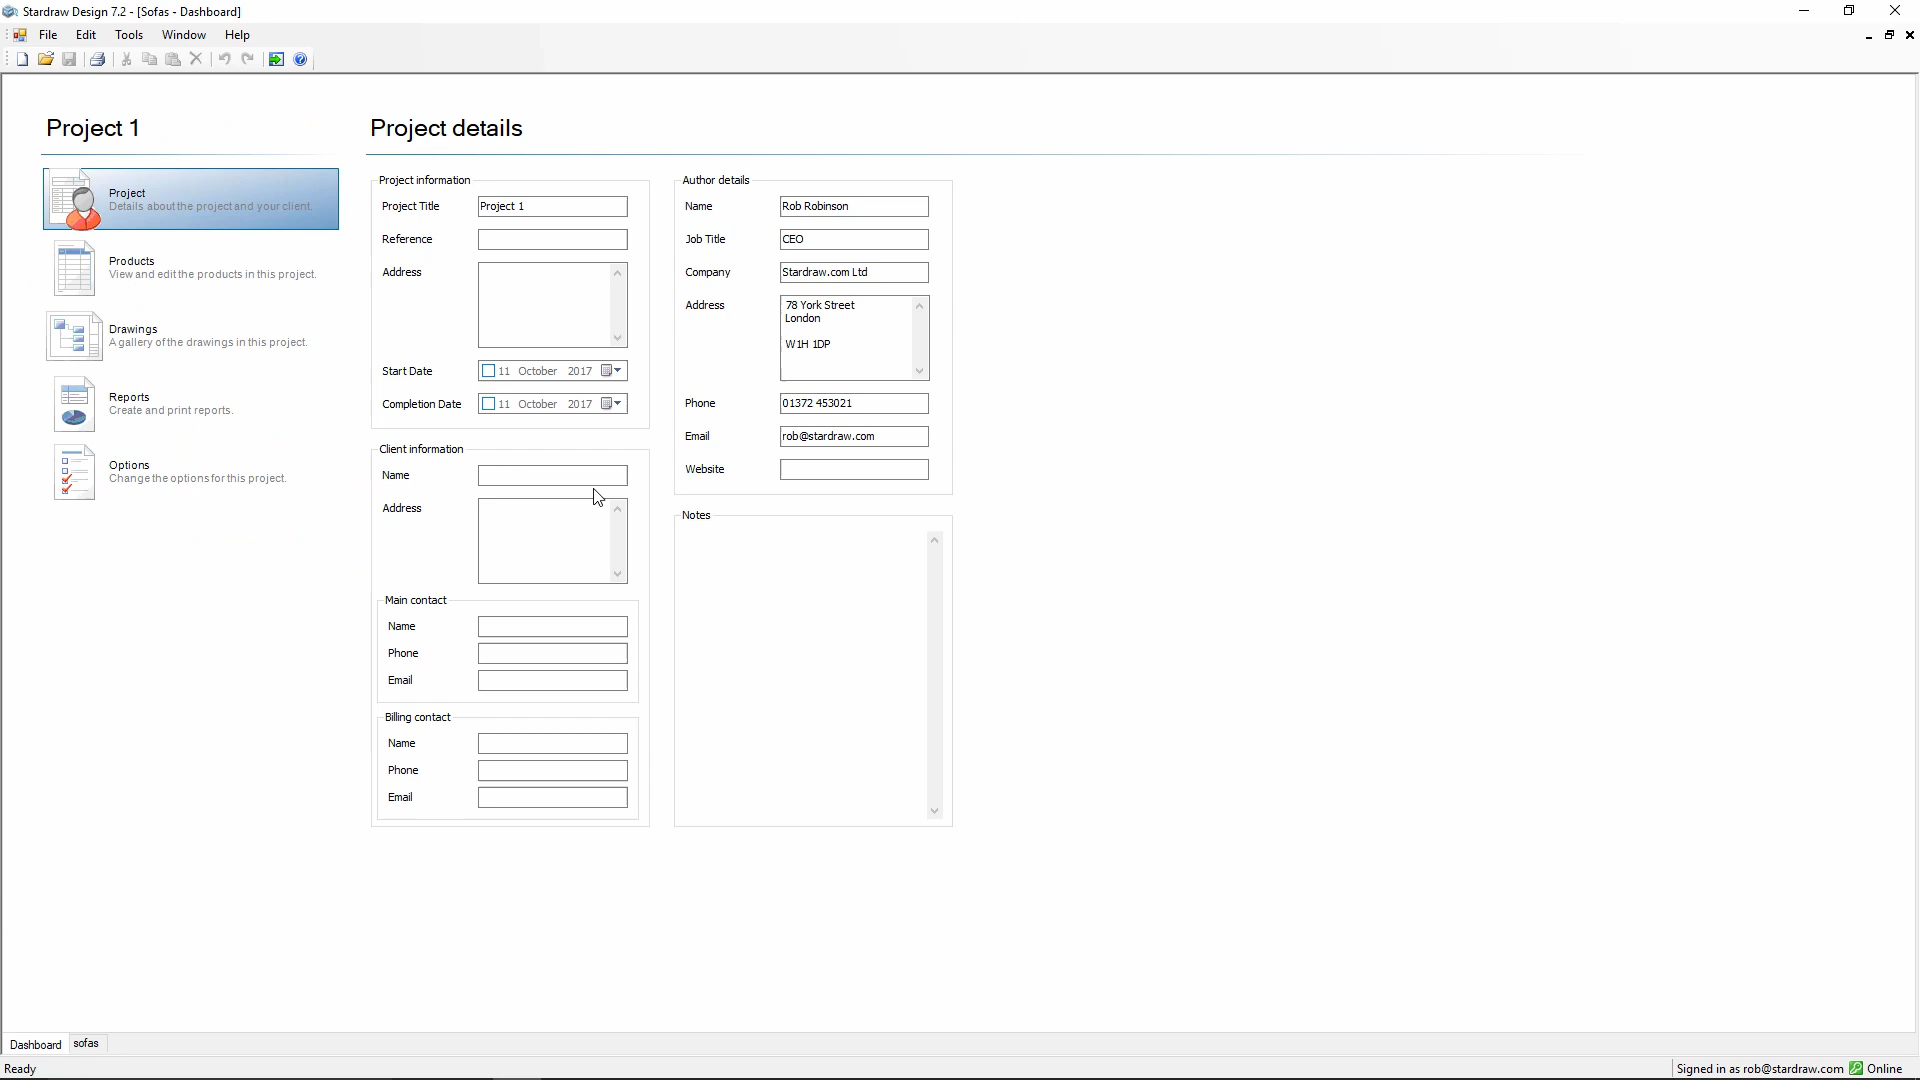 Stardraw Design 7.2 - [Sofas - Dashboard]
File Edit Tools Window Help
Project 1
Project
Details about the project and your client.
Products
View and edit the products in this project.
Drawings
A gallery of the drawings in this project.
Reports
Create and print reports.
Options
Change the options for this project.
Project details
Project information
Project Title Project 1
Reference
Address
Start Date 11 October 2017
Completion Date 11 October 2017
Client information
Name
Address
Main contact
Name
Phone
Email
Billing contact
Name
Phone
Email
Author details
Name Rob Robinson
Job Title CEO
Company Stardraw.com Ltd
Address 78 York Street
London
W1H 1DP
Phone 01372 453021
Email rob@stardraw.com
Website
Notes
Dashboard sofas
Ready Signed in as rob@stardraw.com Online